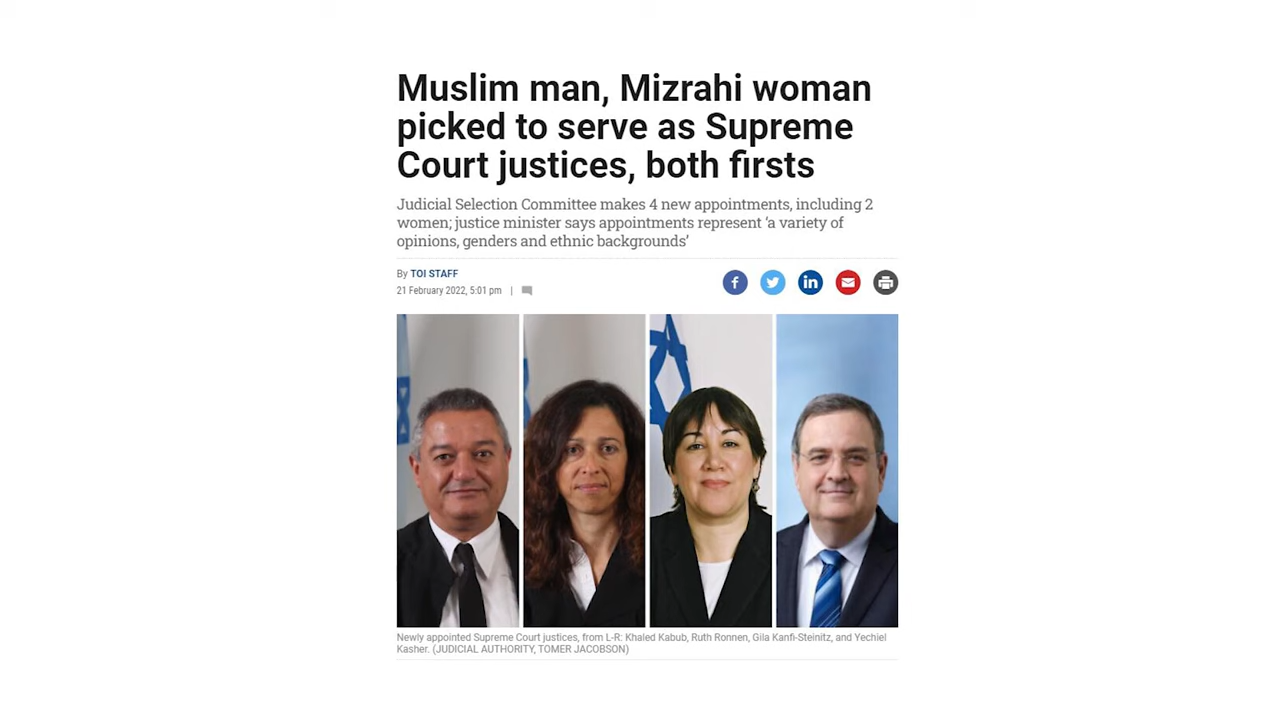 Muslim man, Mizrahi woman
picked to serve as Supreme
Court justices, both firsts
Judicial Selection Committee makes 4 new appointments, including 2
women; justice minister says appointments represent ‘a variety of
opinions, genders and ethnic backgrounds’
By TOI STAFF
21 February 2022, 5:01 pm |
f in
Newly appointed Supreme Court justices, from L-R: Khaled Kabub, Ruth Ronnen, Gila Kanfi-Steinitz, and Yechiel
Kasher. (JUDICIAL AUTHORITY, TOMER JACOBSON)